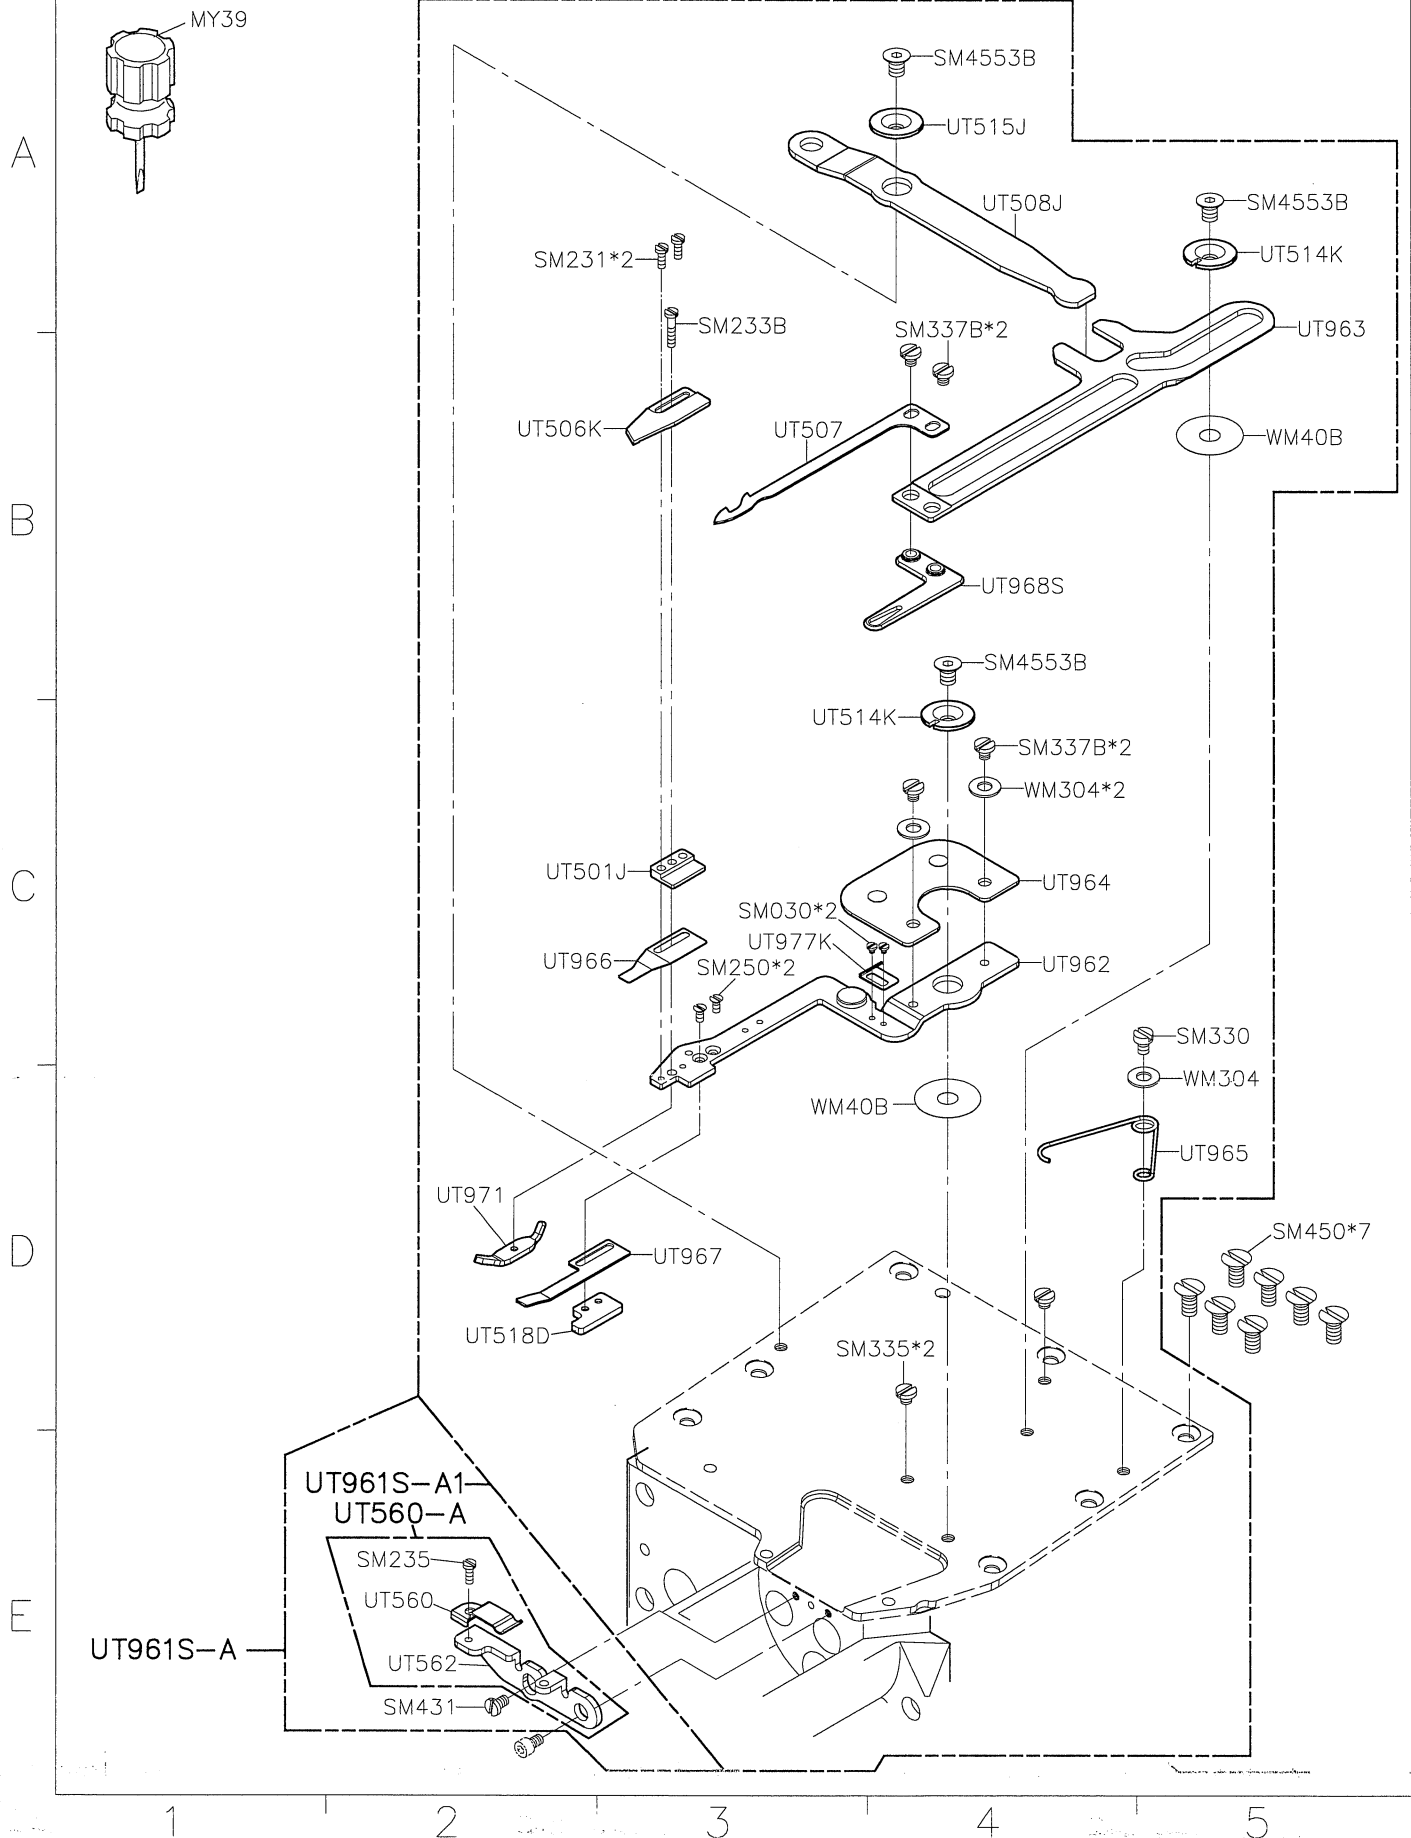 MY39
SM4553B
UT515J
A
UT508J
SM4553B
SM231*2
UT514K
SM233B
SM337B*2
UT963
UT506K
UT507
WM40B
B
UT968S
SM4553B
UT514K
SM337B*2
WM304*2
UT501J
UT964
C
SM030*2
UT977K
UT966
SM250*2
UT962
SM330
WM304
WM40B
UT965
UT971
SM450*7
D
UT967
UT518D
SM335*2
UT961S-A1
UT560-A
SM235
UT560
E
UT961S-A
UT562
SM431
1 2 3 4 5